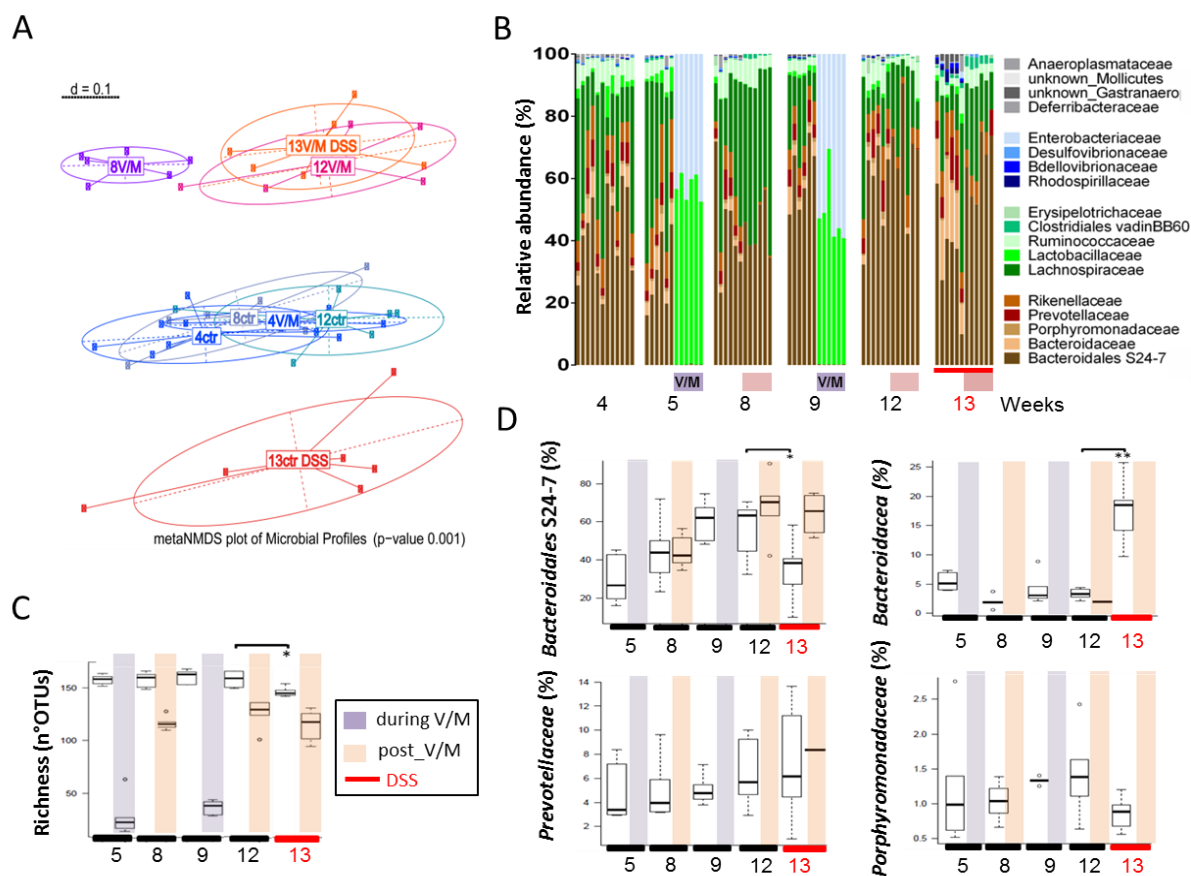 A
d = 0.1
13V/M DSS
8V/M
12V/M
8ctr
4V/M
12ctr
4ctr
13ctr DSS
metaNMDS plot of Microbial Profiles (p-value 0.001)
B
Relative abundance (%)
100
80
60
40
20
0
V/M
V/M
4
5
8
9
12
13
Weeks
Anaeroplasmataceae
unknown_Mollicutes
unknown_Gastranaerop
Deferribacteraceae
Enterobacteriaceae
Desulfovibrionaceae
Bdellovibrionaceae
Rhodospirillaceae
Erysipelotrichaceae
Clostridiales vadinBB60
Ruminococcaceae
Lactobacillaceae
Lachnospiraceae
Rikenellaceae
Prevotellaceae
Porphyromonadaceae
Bacteroidaceae
Bacteroidales S24-7
C
Richness (n°OTUs)
150
100
50
*
5
8
9
12
13
during V/M
post_V/M
DSS
D
Bacteroidales S24-7 (%)
80
60
40
20
*
5
8
9
12
13
Bacteroidacea (%)
25
20
15
10
5
0
**
5
8
9
12
13
Prevotellaceae (%)
14
12
10
8
6
4
2
5
8
9
12
13
Porphyromonadaceae (%)
2.5
2.0
1.5
1.0
0.5
5
8
9
12
13